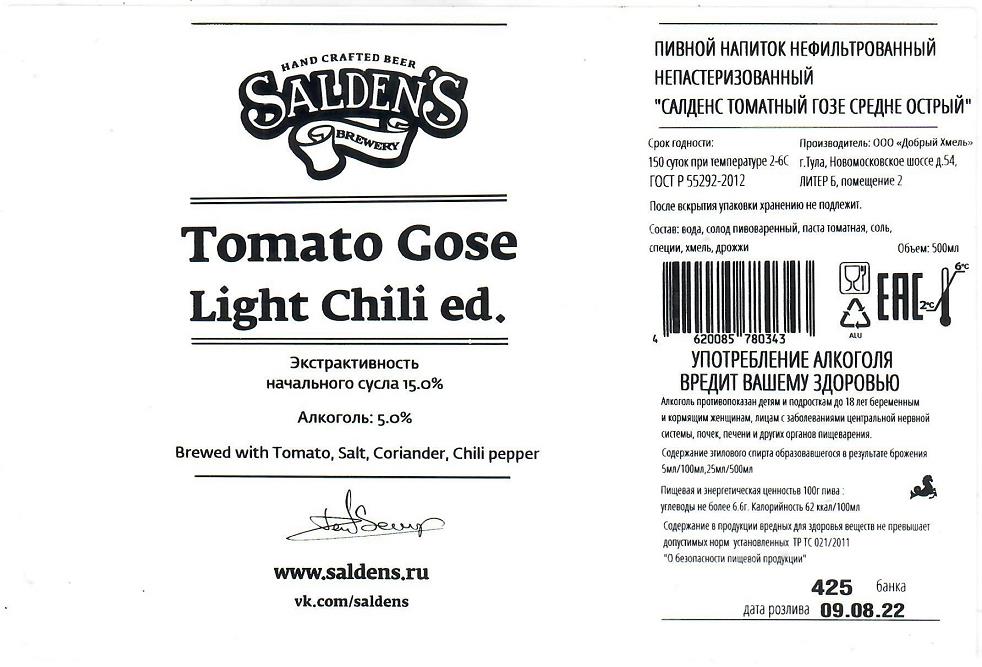 HAND CRAFTED BEER
SALDEN'S
BREWERY
Tomato Gose
Light Chili ed.
Экстрактивность
начального сусла 15.0%
Алкоголь: 5.0%
Brewed with Tomato, Salt, Coriander, Chili pepper
www.saldens.ru
vk.com/saldens
ПИВНОЙ НАПИТОК НЕФИЛЬТРОВАННЫЙ
НЕПАСТЕРИЗОВАННЫЙ
"САЛДЕНС ТОМАТНЫЙ ГОЗЕ СРЕДНЕ ОСТРЫЙ"
Срок годности:
150 суток при температуре 2-6С
ГОСТ Р 55292-2012
Производитель: ООО «Добрый Хмель»
г.Тула, Новомосковское шоссе д.54,
ЛИТЕР Б, помещение 2
После вскрытия упаковки хранению не подлежит.
Состав: вода, солод пивоваренный, паста томатная, соль,
специи, хмель, дрожжи
Объем: 500мл
4 620085 780343
ALU
EAC
6°C
2°C
УПОТРЕБЛЕНИЕ АЛКОГОЛЯ
ВРЕДИТ ВАШЕМУ ЗДОРОВЬЮ
Алкоголь противопоказан детям и подросткам до 18 лет беременным
и кормящим женщинам, лицам с заболеваниями центральной нервной
системы, почек, печени и других органов пищеварения.
Содержание этилового спирта образовавшегося в результате брожения
5мл/100мл,25мл/500мл
Пищевая и энергетическая ценностьв 100г пива :
углеводы не более 6.6г. Калорийность 62 ккал/100мл
Содержание в продукции вредных для здоровья веществ не превышает
допустимых норм установленных ТР ТС 021/2011
"О безопасности пищевой продукции"
425 банка
дата розлива 09.08.22